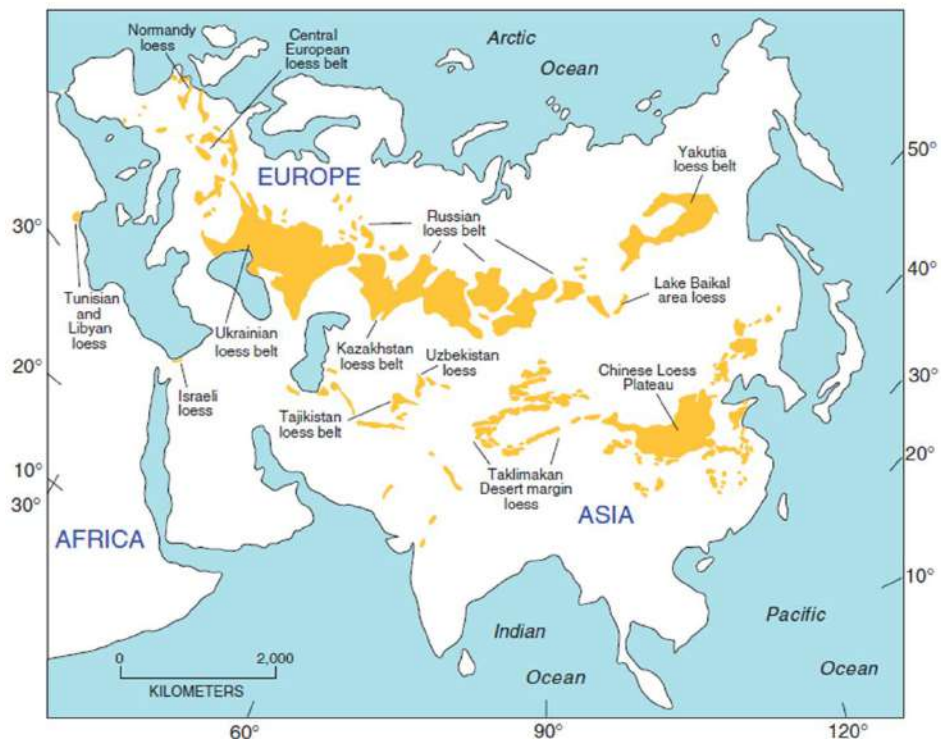 Normandy
loess
Central
European
loess belt
Arctic
Ocean
Yakutia
loess belt
50°
EUROPE
Russian
loess belt
30°
40°
Lake Baikal
area loess
Tunisian
and
Libyan
loess
Ukrainian
loess belt
Kazakhstan
loess belt
Uzbekistan
loess
Chinese Loess
Plateau
20°
30°
Israeli
loess
Tajikistan
loess belt
20°
10°
30°
Taklimakan
Desert margin
loess
ASIA
AFRICA
10°
Indian
Ocean
Pacific
Ocean
0
2,000
KILOMETERS
60°
90°
120°